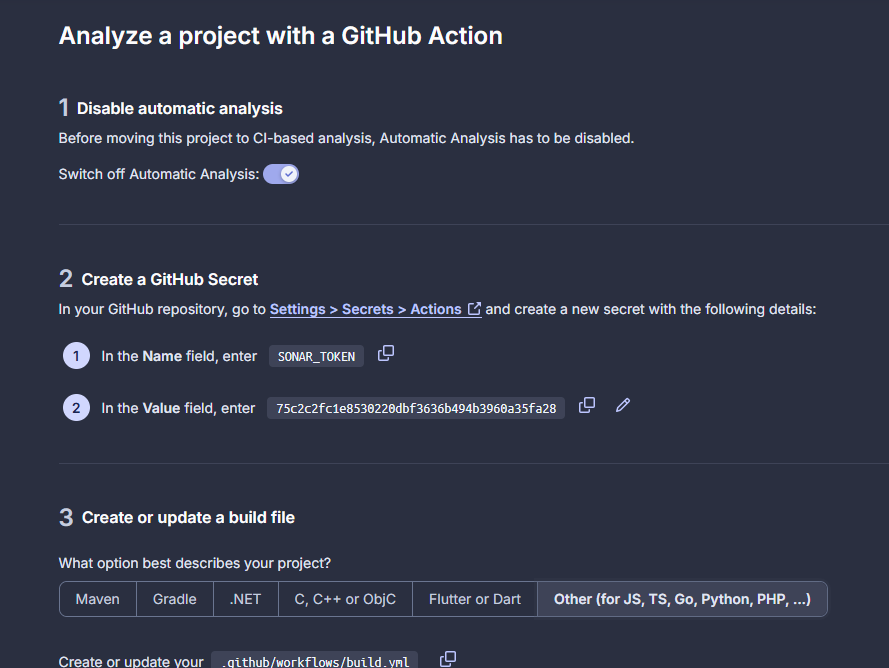 Analyze a project with a GitHub Action
1 Disable automatic analysis
Before moving this project to CI-based analysis, Automatic Analysis has to be disabled.
Switch off Automatic Analysis:
2 Create a GitHub Secret
In your GitHub repository, go to Settings > Secrets > Actions and create a new secret with the following details:
1 In the Name field, enter SONAR_TOKEN
2 In the Value field, enter 75c2c2fc1e8530220dbf3636b494b3960a35fa28
3 Create or update a build file
What option best describes your project?
Maven Gradle .NET C, C++ or ObjC Flutter or Dart Other (for JS, TS, Go, Python, PHP, ...)
Create or update your .github/workflows/build.yml